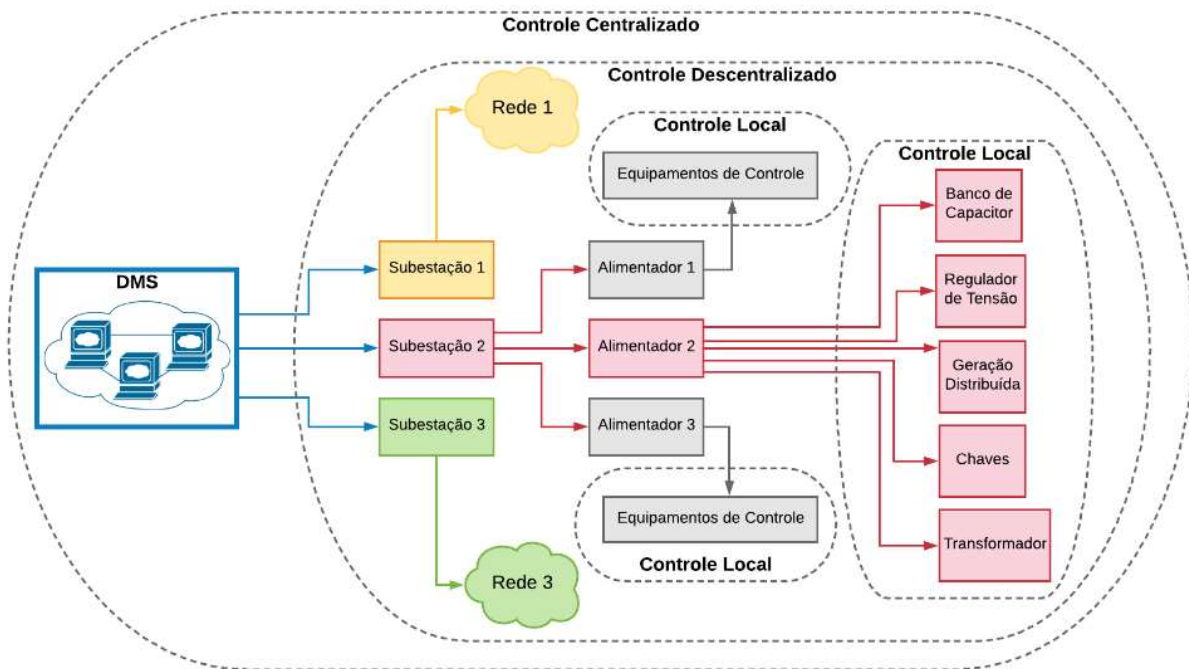 Controle Centralizado
Controle Descentralizado
Rede 1
Controle Local
Equipamentos de Controle
Controle Local
Banco de
Capacitor
DMS
Subestação 1
Alimentador 1
Regulador
de Tensão
Subestação 2
Alimentador 2
Geração
Distribuída
Subestação 3
Alimentador 3
Chaves
Equipamentos de Controle
Transformador
Controle Local
Rede 3